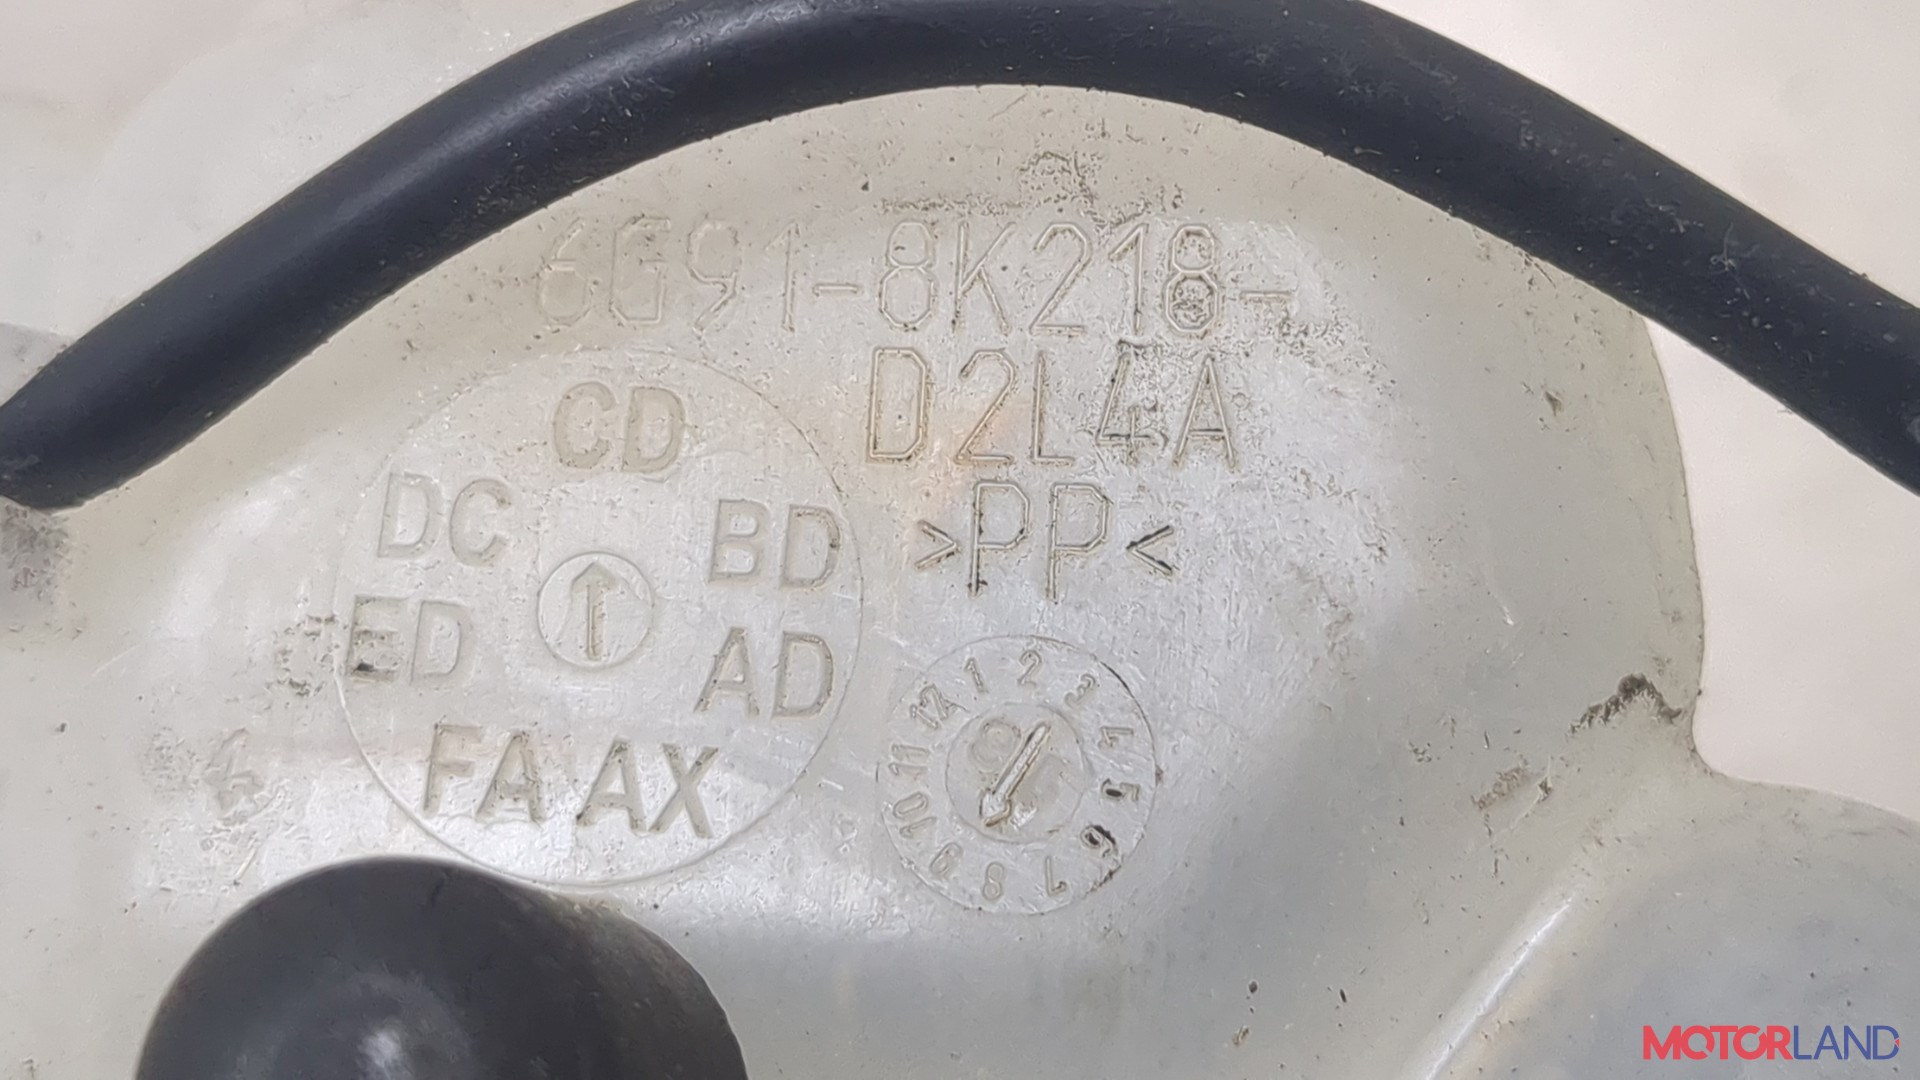 6G91-8K218-
D2L4A
>PP<
CD
DC BD
ED AD
FA AX
1 2 3 4 5 6 7 8 9 10 11 12
4
MOTORLAND